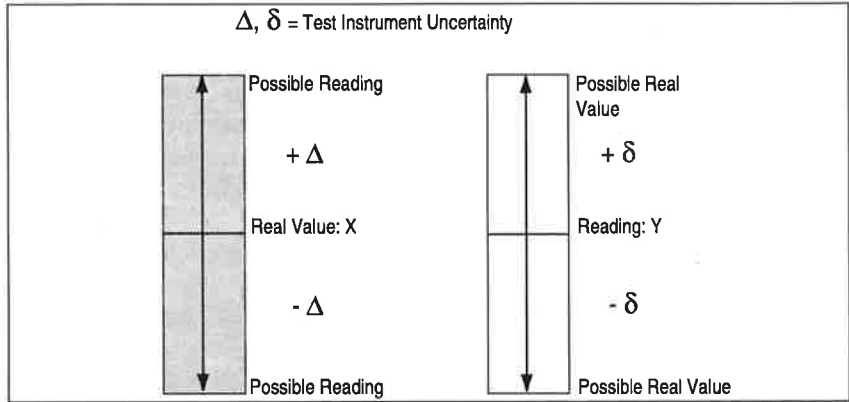 Δ, δ = Test Instrument Uncertainty
Possible Reading
+ Δ
Real Value: X
- Δ
Possible Reading
Possible Real
Value
+ δ
Reading: Y
- δ
Possible Real Value